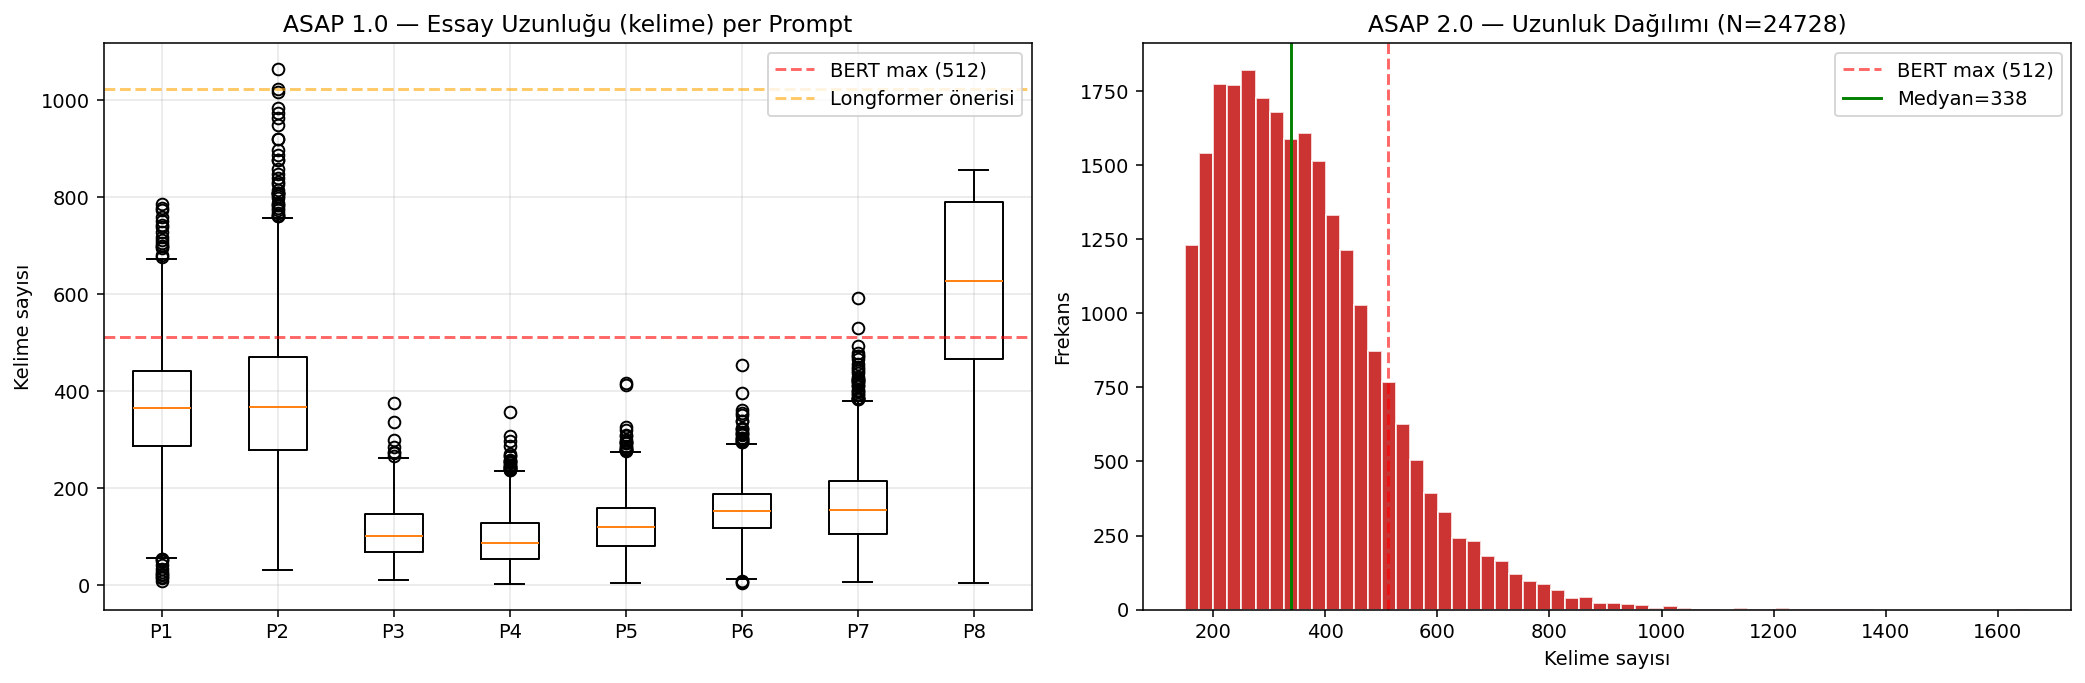 ASAP 1.0 — Essay Uzunluğu (kelime) per Prompt
BERT max (512)
Longformer önerisi
Kelime sayısı
1000
800
600
400
200
0
P1 P2 P3 P4 P5 P6 P7 P8
ASAP 2.0 — Uzunluk Dağılımı (N=24728)
BERT max (512)
Medyan=338
Frekans
1750
1500
1250
1000
750
500
250
0
200 400 600 800 1000 1200 1400 1600
Kelime sayısı